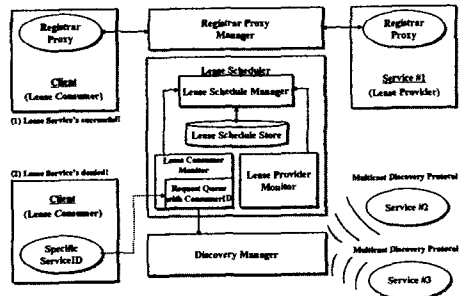 Registrar
Proxy
Client
(Lease Consumer)
(1) Lease Service's successful!
Registrar Proxy
Manager
Registrar
Proxy
Service #1
(Lease Provider)
Lease Scheduler
Lease Schedule Manager
Lease Schedule Store
Lease Consumer
Monitor
Request Queue
with ConsumerID
Lease Provider
Monitor
(2) Lease Service's denied!
Client
(Lease Consumer)
Specific
ServiceID
Discovery Manager
Multicast Discovery Protocol
Service #2
Multicast Discovery Protocol
Service #3